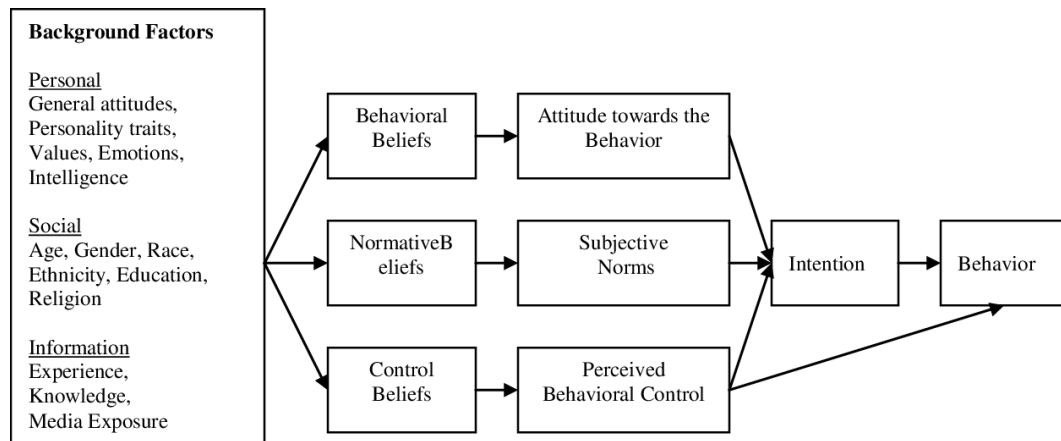 Background Factors
Personal
General attitudes,
Personality traits,
Values, Emotions,
Intelligence
Social
Age, Gender, Race,
Ethnicity, Education,
Religion
Information
Experience,
Knowledge,
Media Exposure
Behavioral
Beliefs
Attitude towards the
Behavior
NormativeB
eliefs
Subjective
Norms
Control
Beliefs
Perceived
Behavioral Control
Intention
Behavior